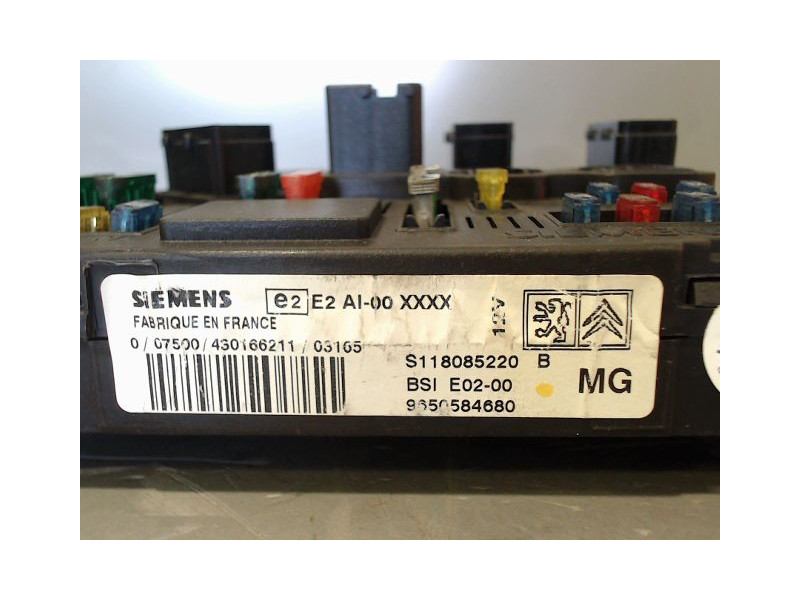 SIEMENS e2 E2 AI-00 XXXX 12V
FABRIQUE EN FRANCE
0 / 07500 / 430166211 / 03105
S118085220 B
BSI E02-00
9650584680
MG